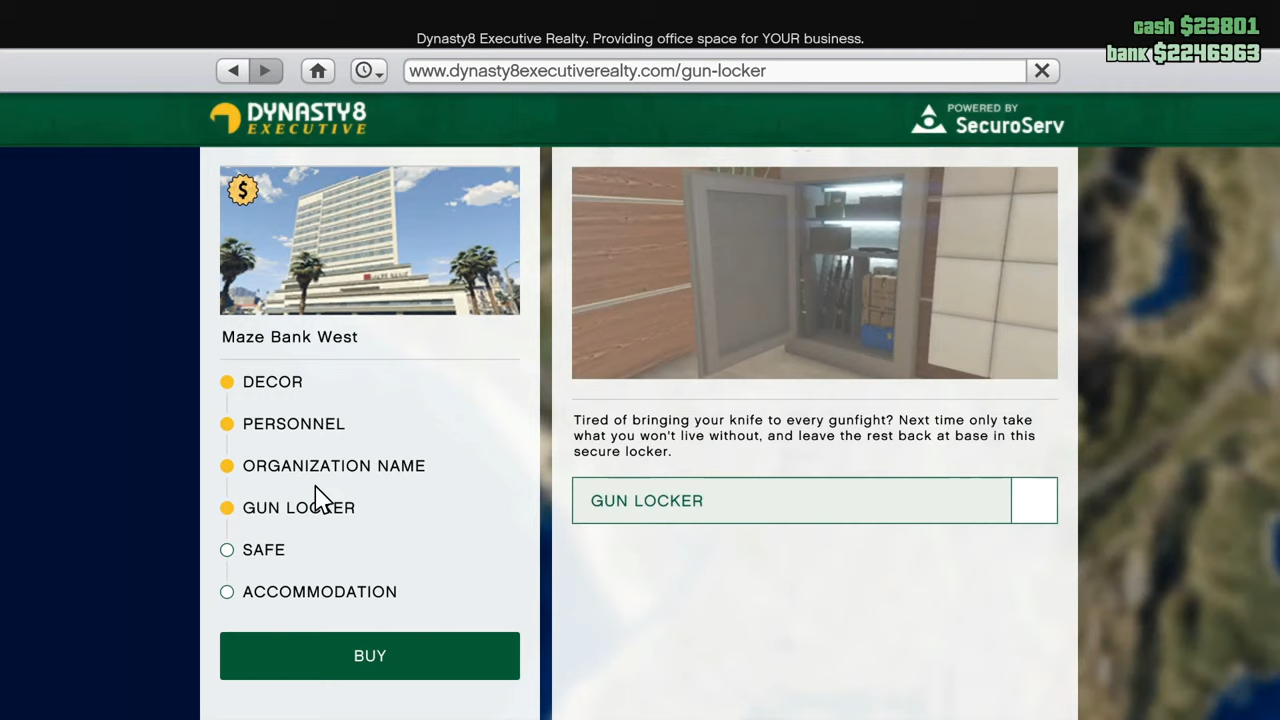 cash $23801
Dynasty8 Executive Realty. Providing office space for YOUR business.
bank $2246963
www.dynasty8executiverealty.com/gun-locker
DYNASTY8
EXECUTIVE
POWERED BY
SecuroServ
$
MAZE BANK
Maze Bank West
DECOR
PERSONNEL
ORGANIZATION NAME
GUN LOCKER
SAFE
ACCOMMODATION
BUY
Tired of bringing your knife to every gunfight? Next time only take
what you won't live without, and leave the rest back at base in this
secure locker.
GUN LOCKER